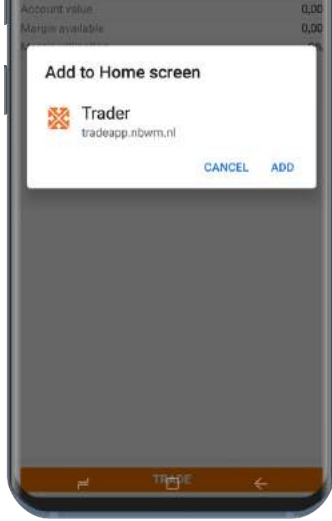 Account value 0,00
Margin available 0,00
Add to Home screen
Trader
tradeapp.nbwm.nl
CANCEL ADD
TRADE